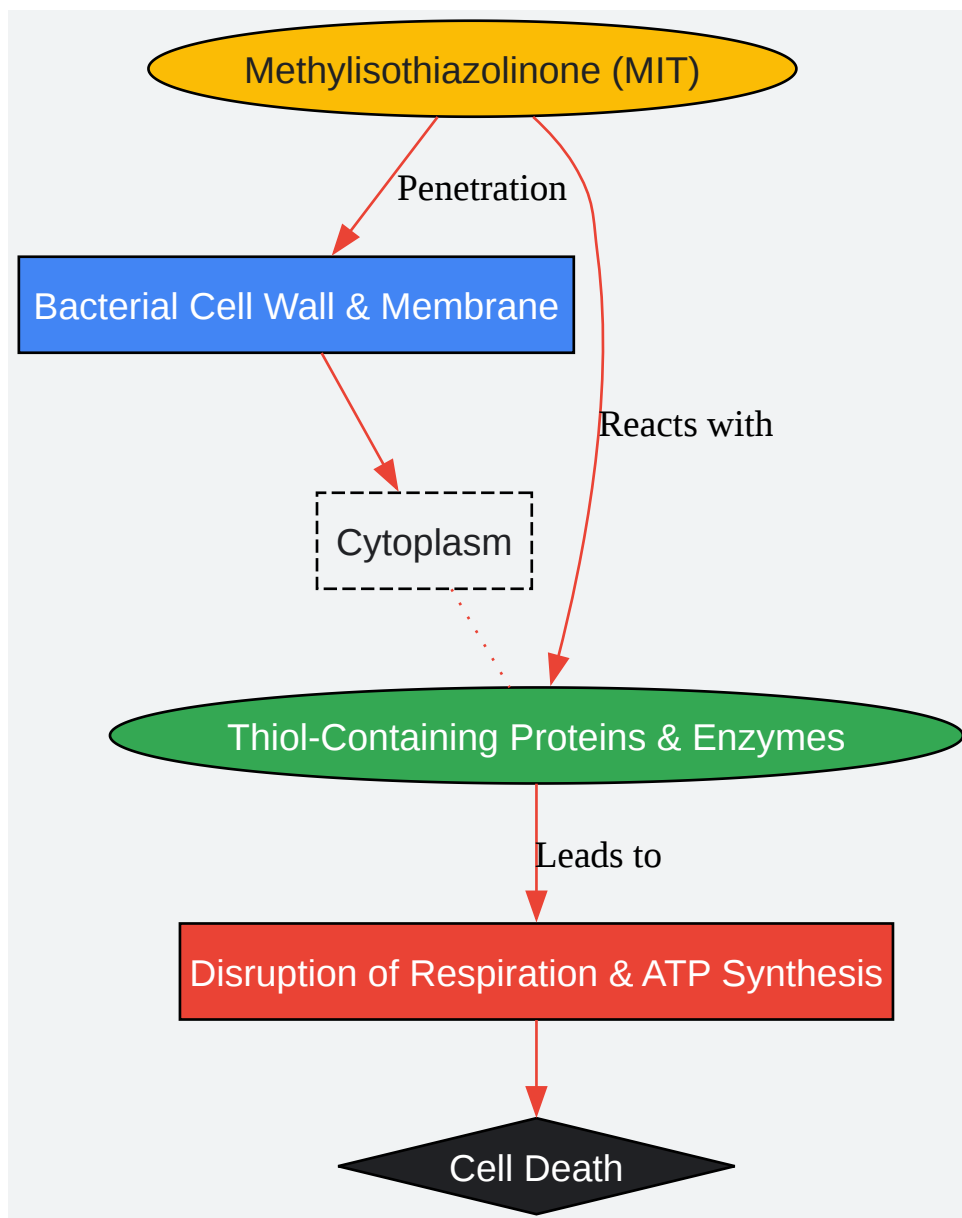 Methylisothiazolinone (MIT)
Penetration
Bacterial Cell Wall & Membrane
Reacts with
Cytoplasm
Thiol-Containing Proteins & Enzymes
Leads to
Disruption of Respiration & ATP Synthesis
Cell Death